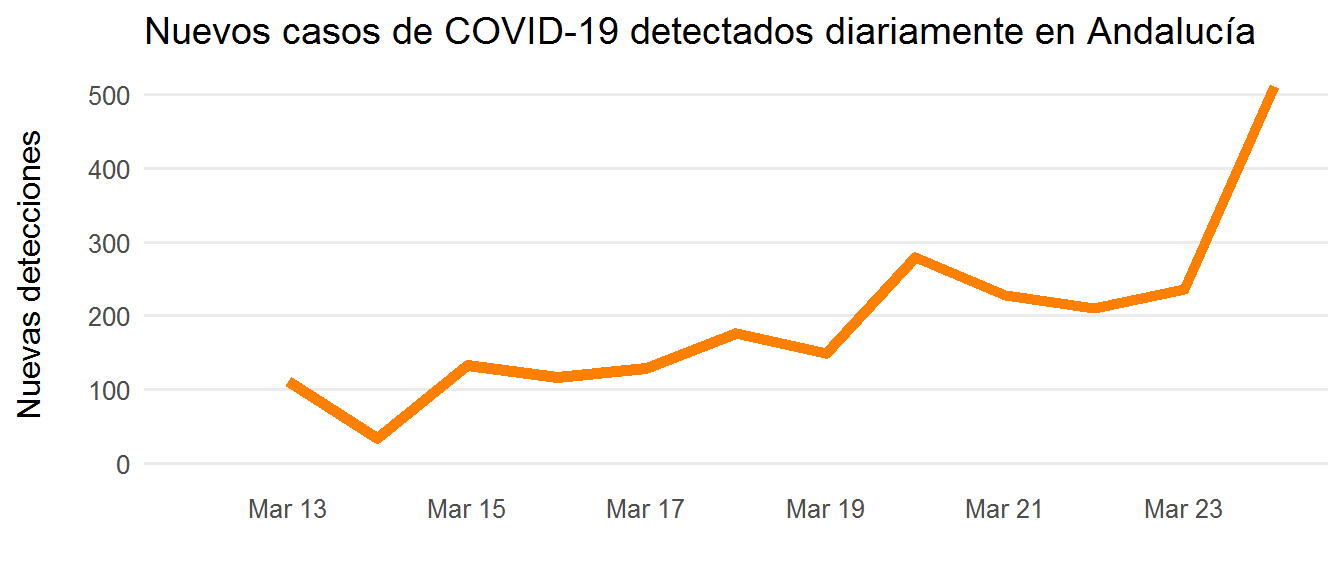 Nuevos casos de COVID-19 detectados diariamente en Andalucía
Nuevas detecciones
500
400
300
200
100
0
Mar 13 Mar 15 Mar 17 Mar 19 Mar 21 Mar 23